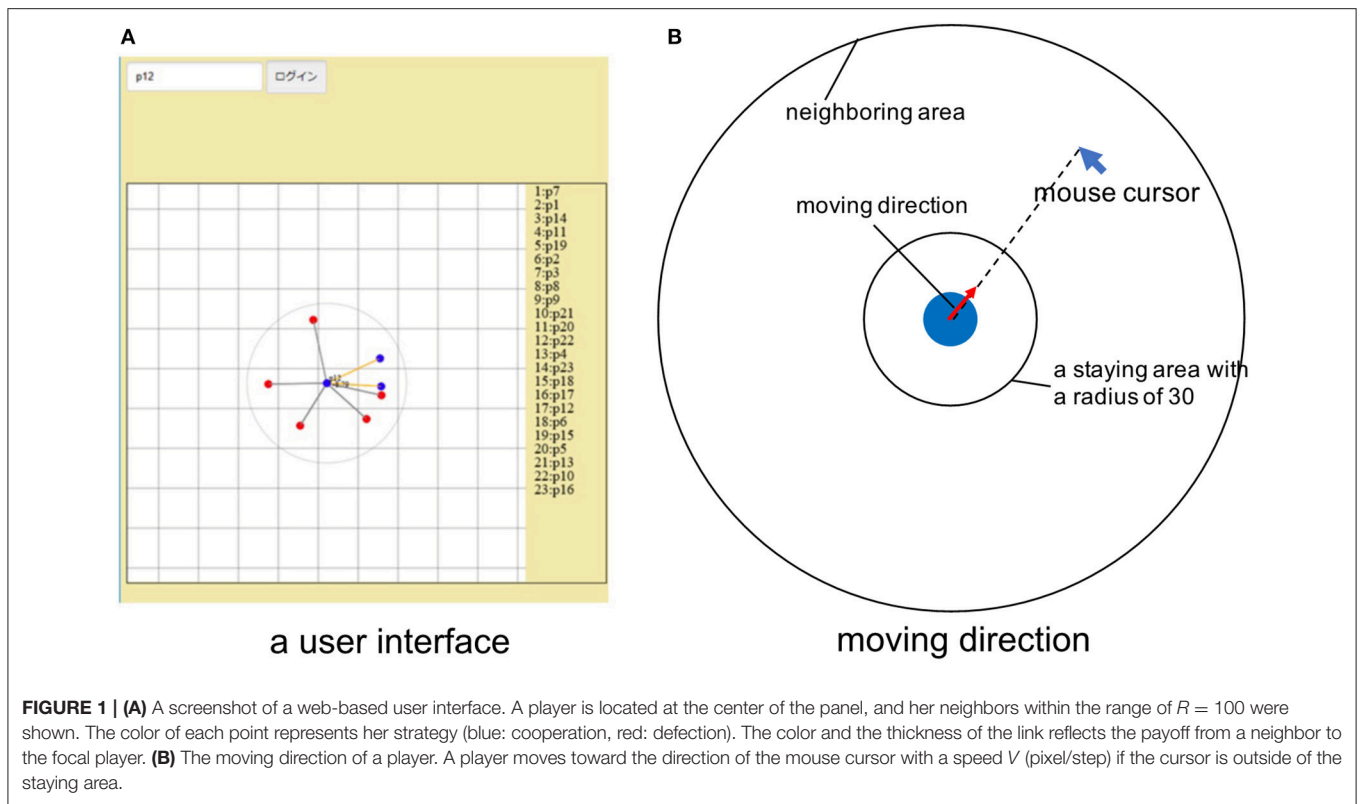 A
p12
ログイン
1:p7
2:p1
3:p14
4:p11
5:p19
6:p2
7:p3
8:p8
9:p9
10:p21
11:p20
12:p22
13:p4
14:p23
15:p18
16:p17
17:p12
18:p6
19:p15
20:p5
21:p13
22:p10
23:p16
p12
a user interface
B
neighboring area
mouse cursor
moving direction
a staying area with
a radius of 30
moving direction
FIGURE 1 | (A) A screenshot of a web-based user interface. A player is located at the center of the panel, and her neighbors within the range of R = 100 were
shown. The color of each point represents her strategy (blue: cooperation, red: defection). The color and the thickness of the link reflects the payoff from a neighbor to
the focal player. (B) The moving direction of a player. A player moves toward the direction of the mouse cursor with a speed V (pixel/step) if the cursor is outside of the
staying area.